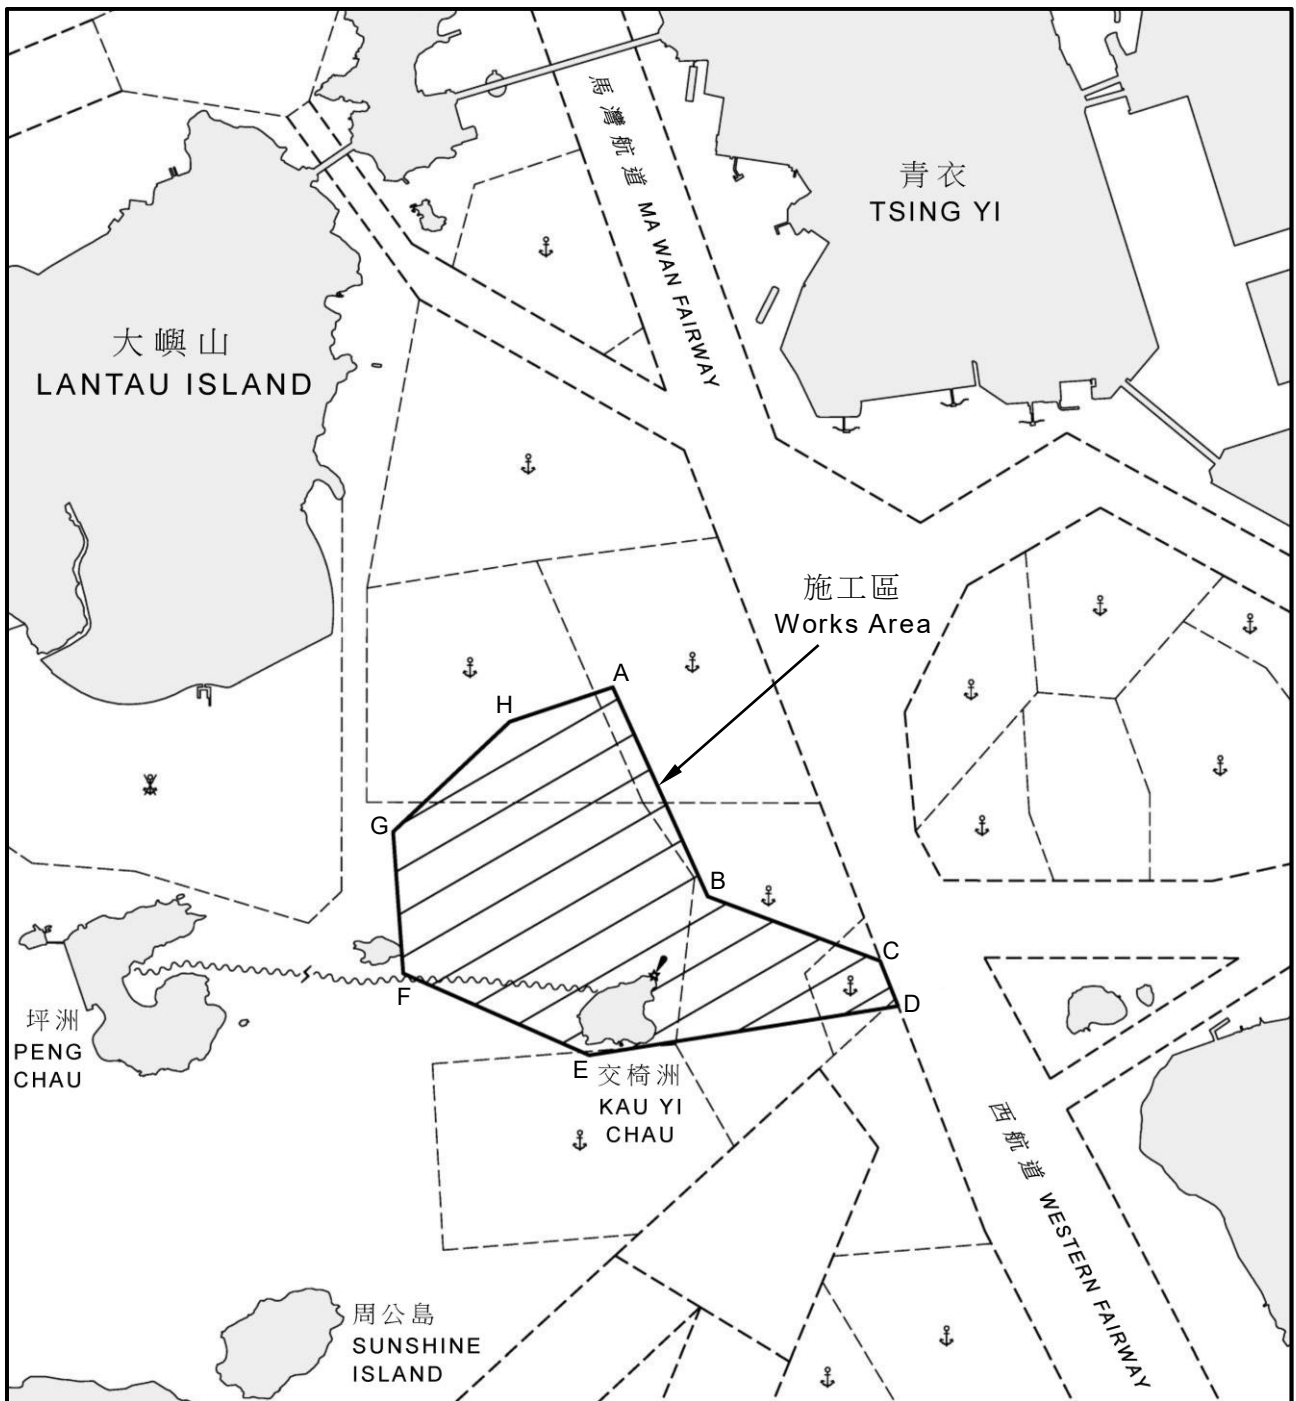 馬灣航道 MA WAN FAIRWAY
青衣
TSING YI
大嶼山
LANTAU ISLAND
施工區
Works Area
A
H
G
B
C
D
F
E
坪洲
PENG
CHAU
交椅洲
KAU YI
CHAU
西航道 WESTERN FAIRWAY
周公島
SUNSHINE
ISLAND